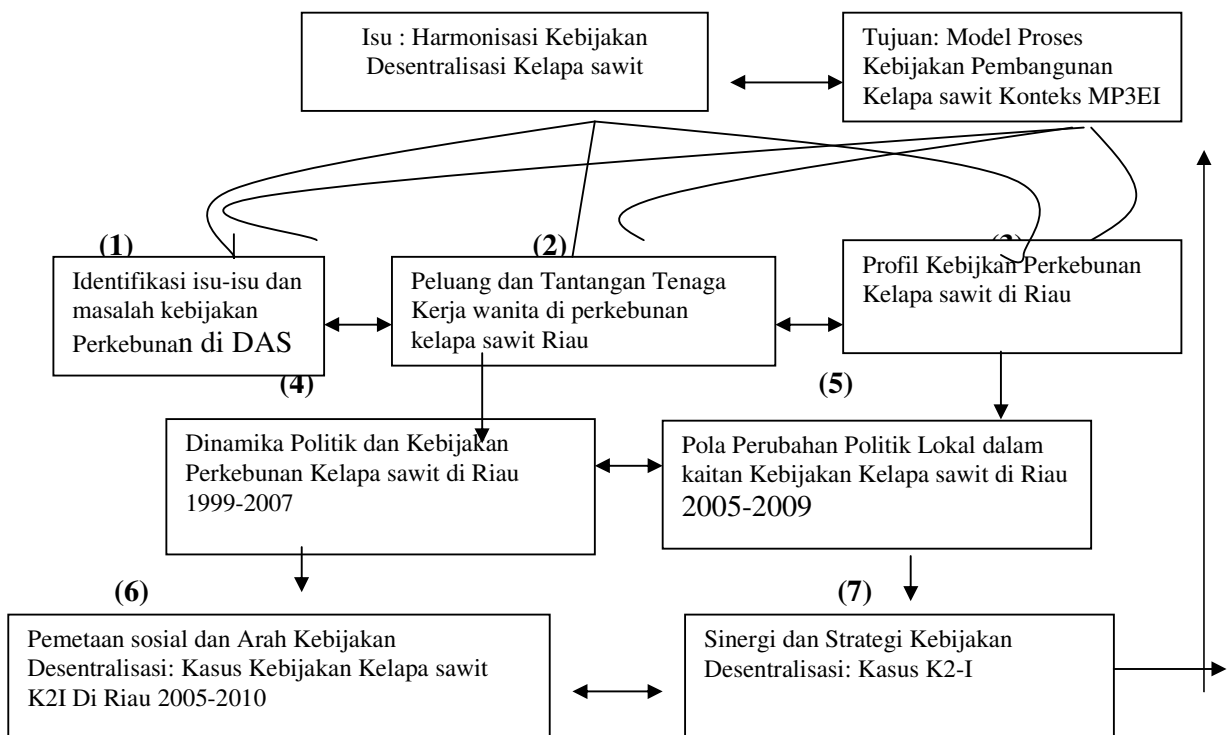 Isu : Harmonisasi Kebijakan
Desentralisasi Kelapa sawit
Tujuan: Model Proses
Kebijakan Pembangunan
Kelapa sawit Konteks MP3EI
(1)
Identifikasi isu-isu dan
masalah kebijakan
Perkebunan di DAS
(2)
Peluang dan Tantangan Tenaga
Kerja wanita di perkebunan
kelapa sawit Riau
(3)
Profil Kebijkan Perkebunan
Kelapa sawit di Riau
(4)
Dinamika Politik dan Kebijakan
Perkebunan Kelapa sawit di Riau
1999-2007
(5)
Pola Perubahan Politik Lokal dalam
kaitan Kebijakan Kelapa sawit di Riau
2005-2009
(6)
Pemetaan sosial dan Arah Kebijakan
Desentralisasi: Kasus Kebijakan Kelapa sawit
K2I Di Riau 2005-2010
(7)
Sinergi dan Strategi Kebijakan
Desentralisasi: Kasus K2-I